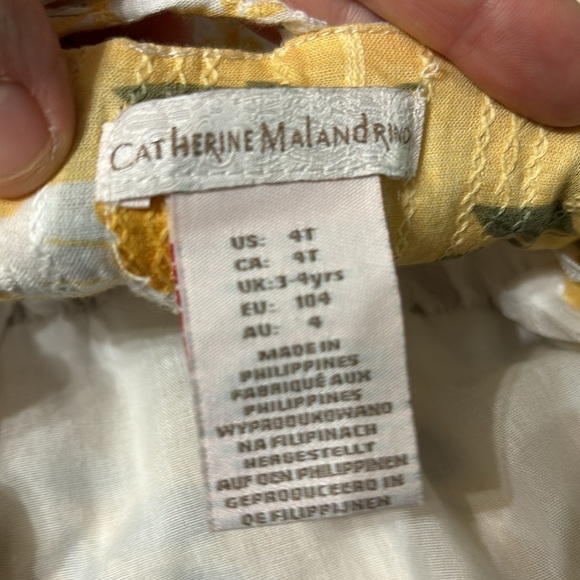 CATHERINE MALANDRINO
US: 4T
CA: 4T
UK: 3-4yrs
EU: 104
AU: 4
MADE IN
PHILIPPINES
FABRIQUÉ AUX
PHILIPPINES
WYPRODUKOWANO
NA FILIPINACH
HERGESTELLT
AUF DEN PHILIPPINEN
GEPRODUCEERD IN
DE FILIPPIJNEN